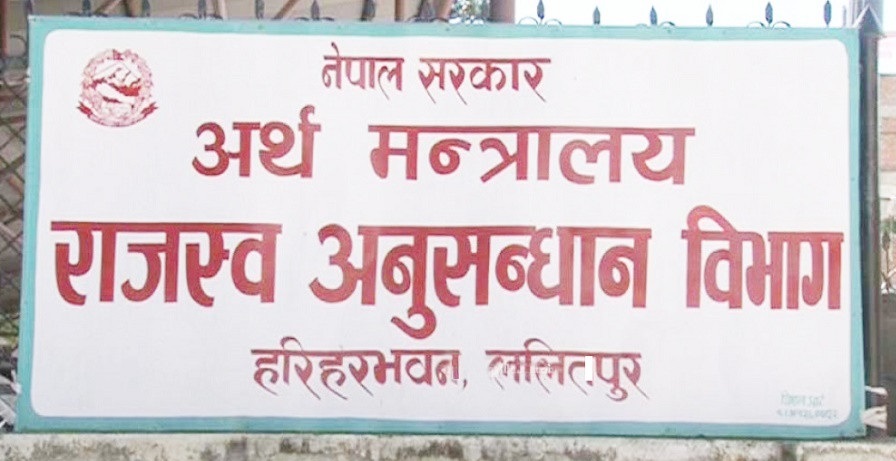 नेपाल सरकार
अर्थ मन्त्रालय
राजस्व अनुसन्धान विभाग
हरिहरभवन, ललितपुर